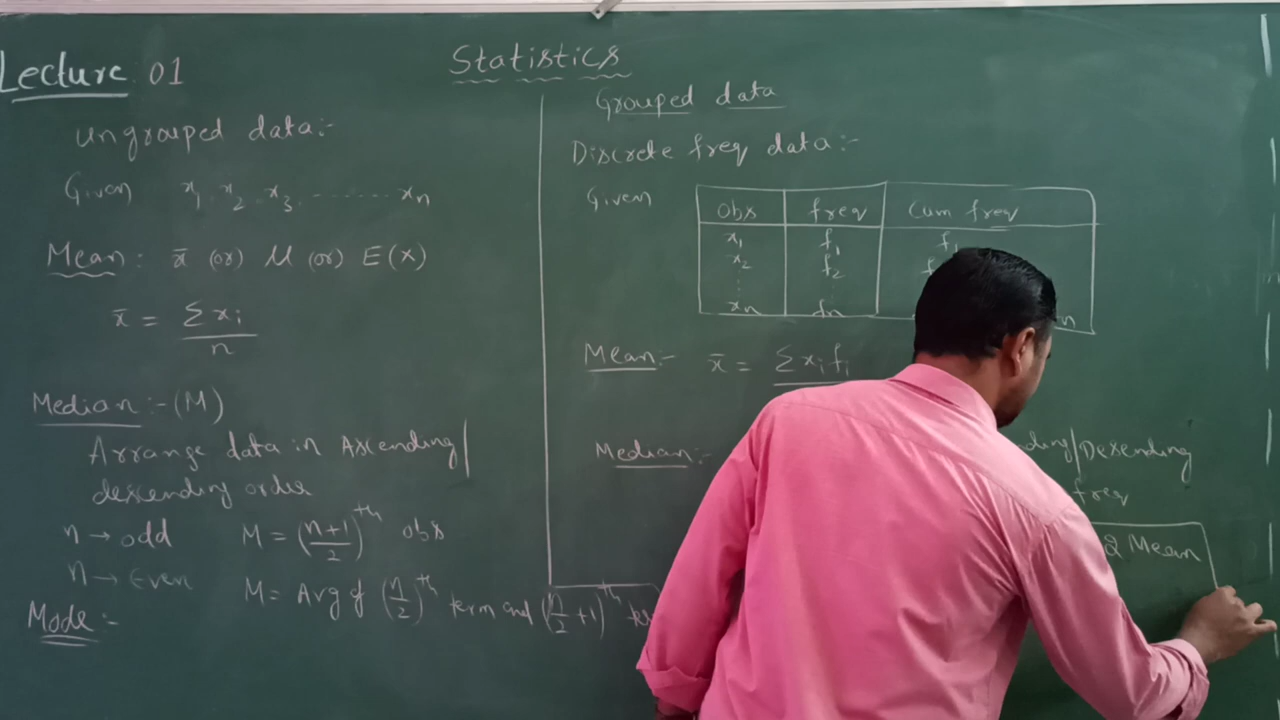 Lecture 01
Statistics
ungrouped data:-
Given x₁ x₂ x₃ ........ xₙ
Mean: x̄ (or) μ (or) E(x)
x̄ = Σxᵢ / n
Median:- (M)
Arrange data in Ascending/
descending order
n → odd M = ((n+1)/2)^th obs
n → Even M = Avg of (n/2)^th term and (n/2 +1)^th
Mode:-
Grouped data
Discrete freq data:-
Given
obs freq Cum freq
x₁ f₁ f₁
x₂ f₂
⋮ ⋮
xₙ fₙ
Mean:- x̄ = Σxᵢfᵢ
Median:- /Desending
freq
2 Mean